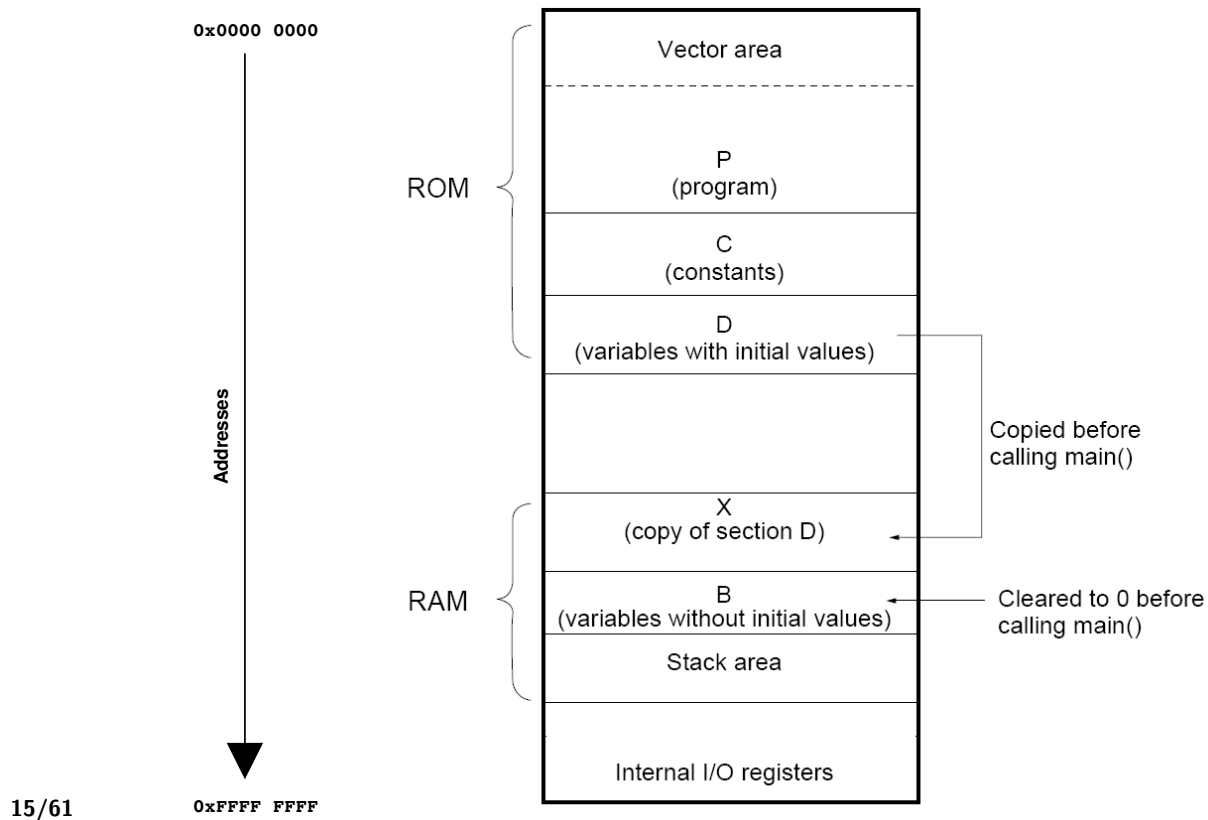 0x0000 0000
Vector area
P
(program)
ROM
C
(constants)
D
(variables with initial values)
Addresses
Copied before
calling main()
X
(copy of section D)
RAM
B
(variables without initial values)
Cleared to 0 before
calling main()
Stack area
Internal I/O registers
15/61
0xFFFF FFFF